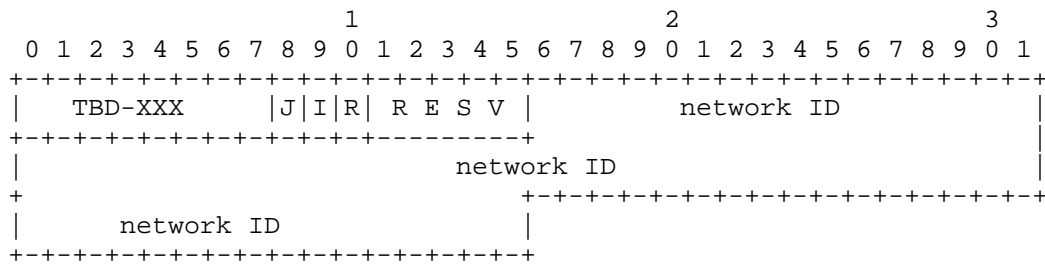 1                   2                   3
 0 1 2 3 4 5 6 7 8 9 0 1 2 3 4 5 6 7 8 9 0 1 2 3 4 5 6 7 8 9 0 1
+-+-+-+-+-+-+-+-+-+-+-+-+-+-+-+-+-+-+-+-+-+-+-+-+-+-+-+-+-+-+-+-+
|   TBD-XXX     |J|I|R| R E S V |         network ID            |
+-+-+-+-+-+-+-+-+-+-+-+---------+                               |
|                           network ID                          |
+                               +-+-+-+-+-+-+-+-+-+-+-+-+-+-+-+-+
|      network ID               |
+-+-+-+-+-+-+-+-+-+-+-+-+-+-+-+-+